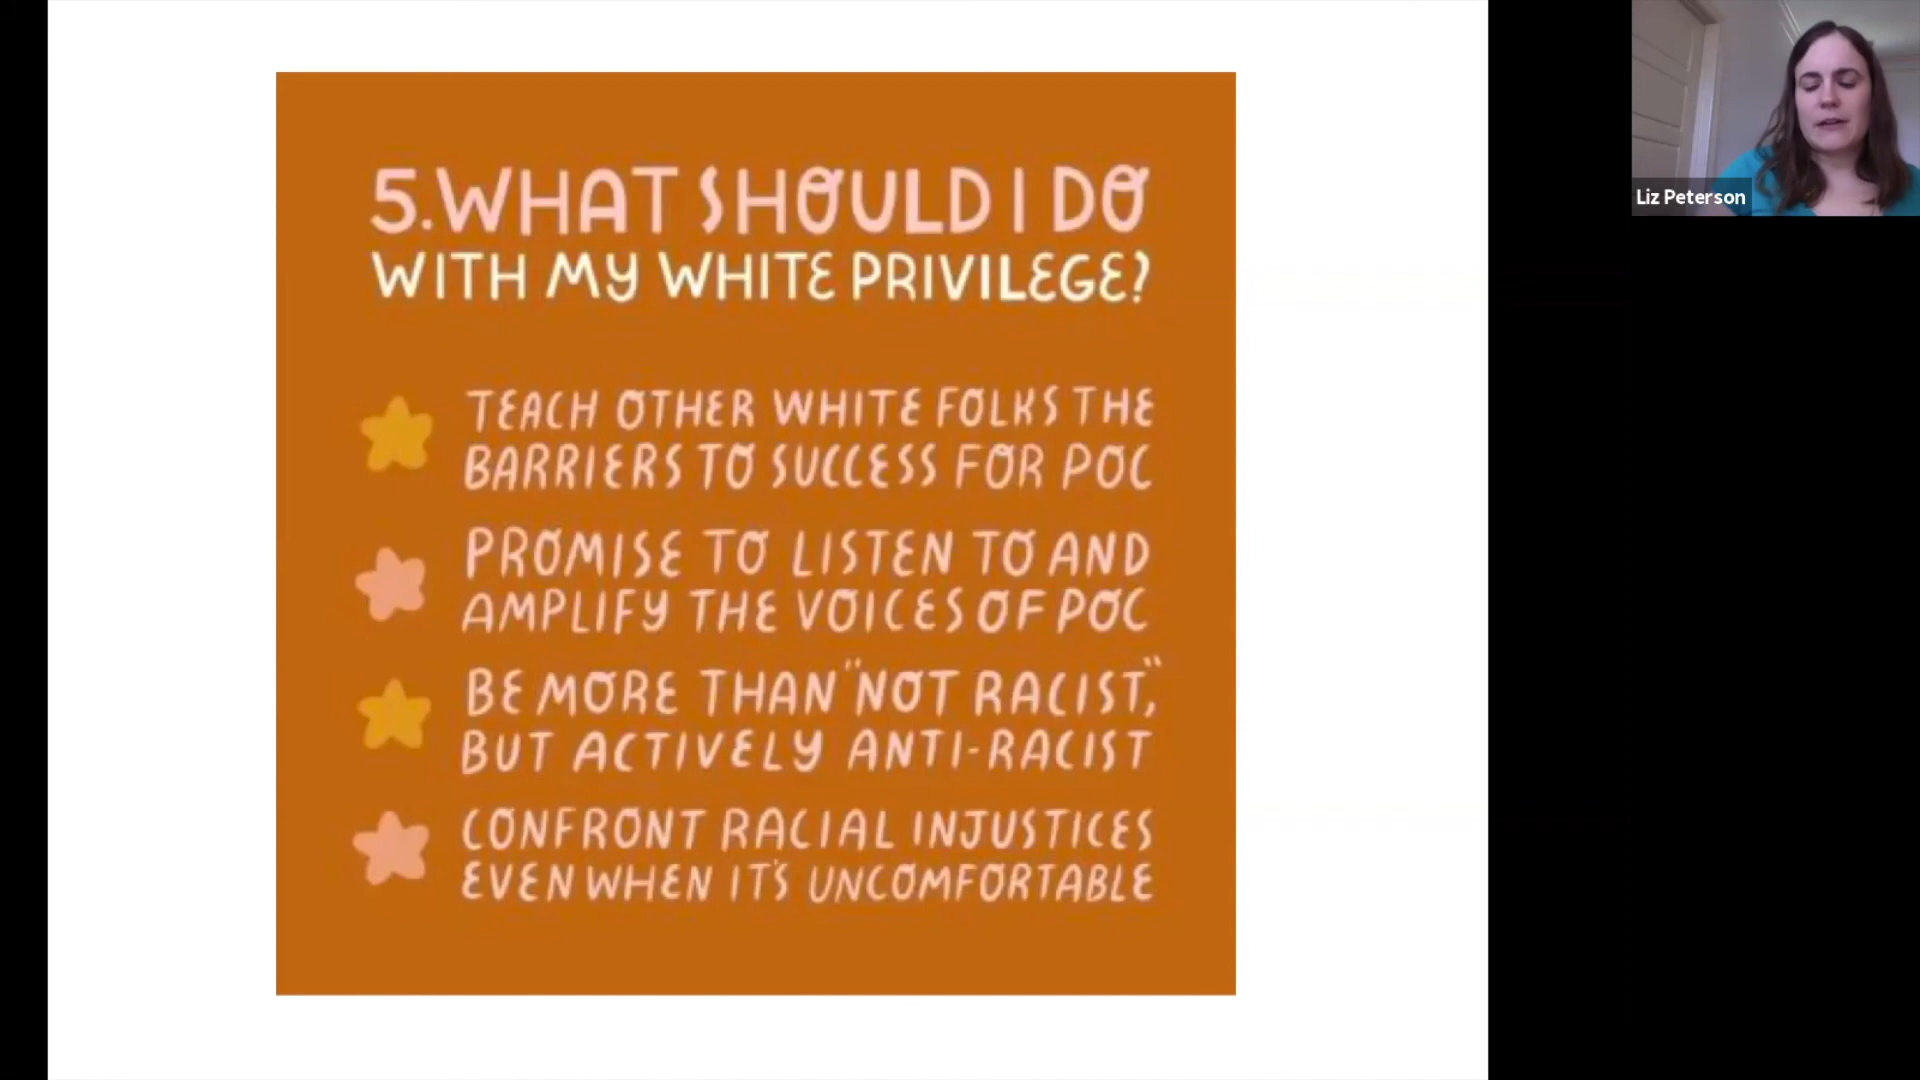 5. WHAT SHOULD I DO
WITH MY WHITE PRIVILEGE?
TEACH OTHER WHITE FOLKS THE
BARRIERS TO SUCCESS FOR POC
PROMISE TO LISTEN TO AND
AMPLIFY THE VOICES OF POC
BE MORE THAN "NOT RACIST,"
BUT ACTIVELY ANTI-RACIST
CONFRONT RACIAL INJUSTICES
EVEN WHEN IT'S UNCOMFORTABLE
Liz Peterson